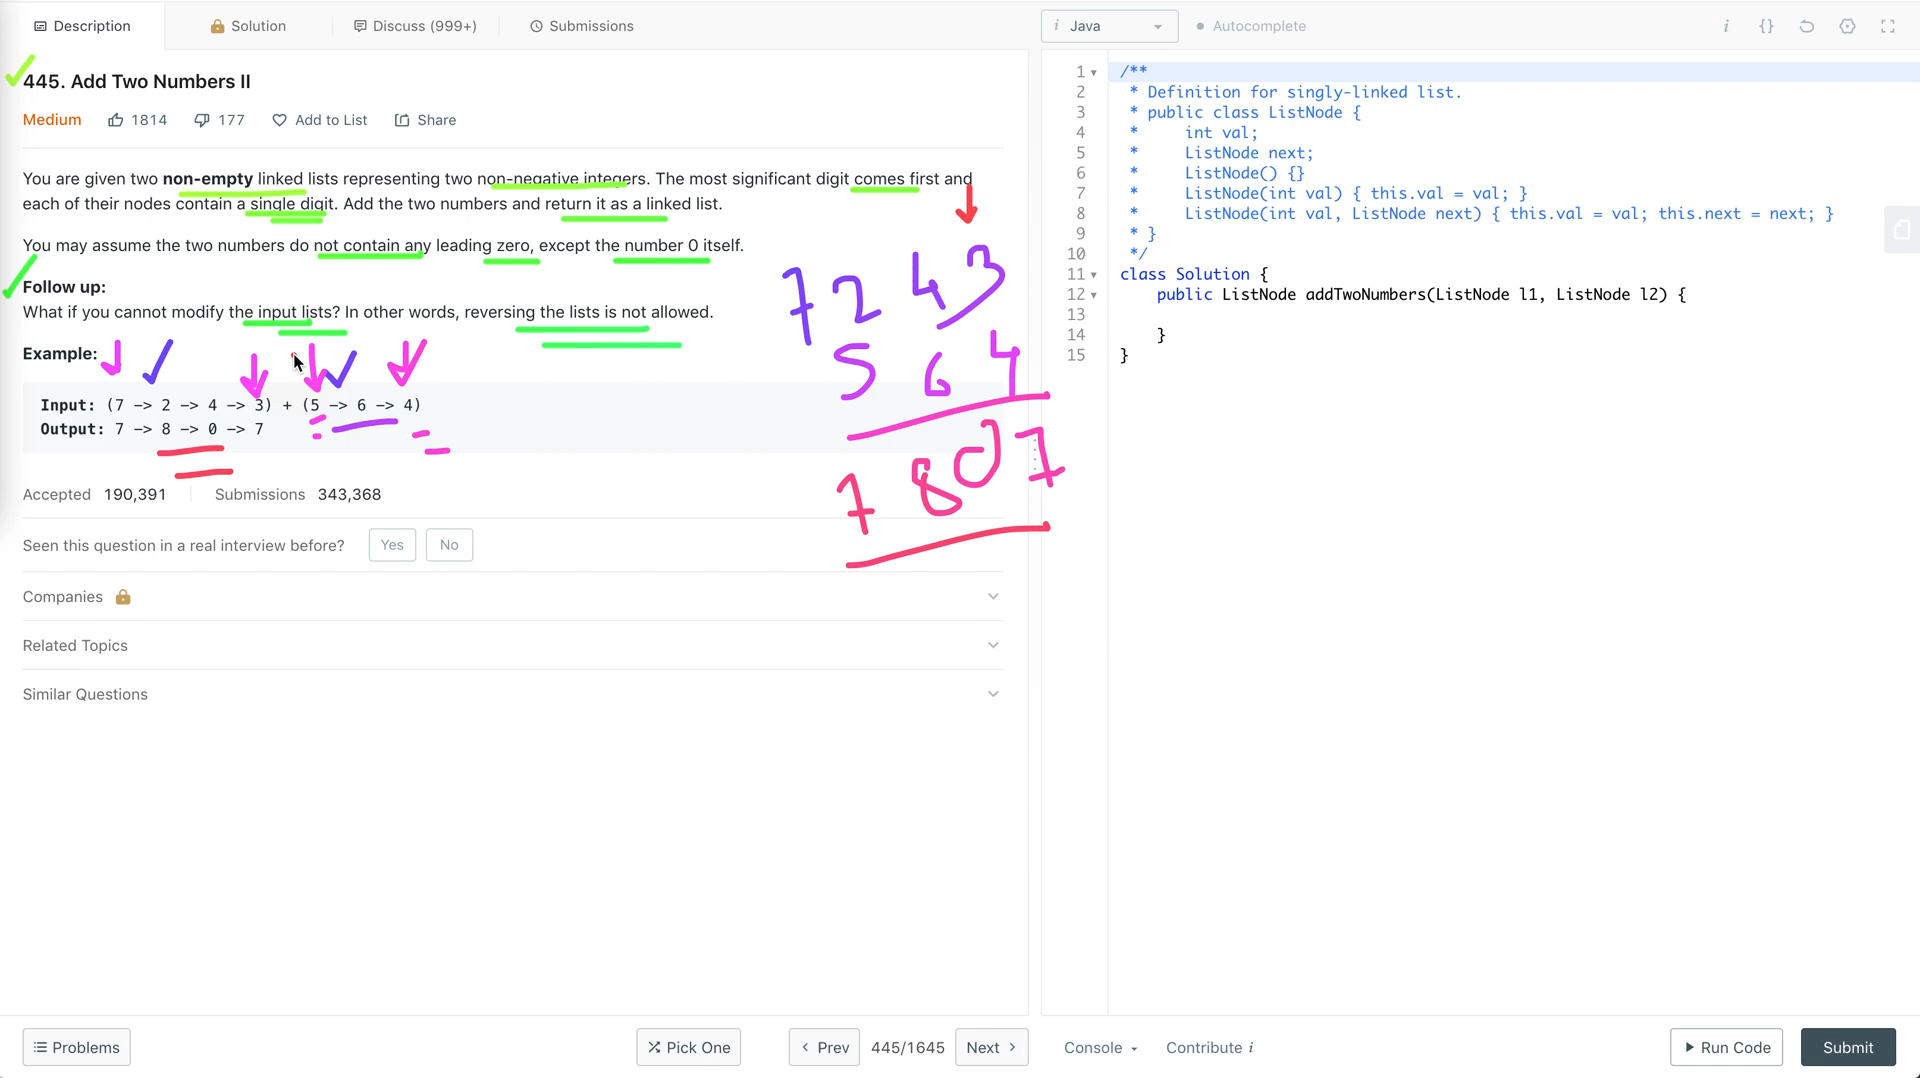 Description
Solution
Discuss (999+)
Submissions
445. Add Two Numbers II
Medium 1814 177 Add to List Share
You are given two non-empty linked lists representing two non-negative integers. The most significant digit comes first and
each of their nodes contain a single digit. Add the two numbers and return it as a linked list.
You may assume the two numbers do not contain any leading zero, except the number 0 itself.
Follow up:
What if you cannot modify the input lists? In other words, reversing the lists is not allowed.
Example:
Input: (7 -> 2 -> 4 -> 3) + (5 -> 6 -> 4)
Output: 7 -> 8 -> 0 -> 7
7 2 4 3
5 6 4
7 8 0 7
Accepted 190,391 Submissions 343,368
Seen this question in a real interview before? Yes No
Companies
Related Topics
Similar Questions
Problems
Pick One
Prev 445/1645 Next
i Java
Autocomplete
i {}
1 /**
2 * Definition for singly-linked list.
3 * public class ListNode {
4 * int val;
5 * ListNode next;
6 * ListNode() {}
7 * ListNode(int val) { this.val = val; }
8 * ListNode(int val, ListNode next) { this.val = val; this.next = next; }
9 * }
10 */
11 class Solution {
12 public ListNode addTwoNumbers(ListNode l1, ListNode l2) {
13
14 }
15 }
Console Contribute i
Run Code Submit